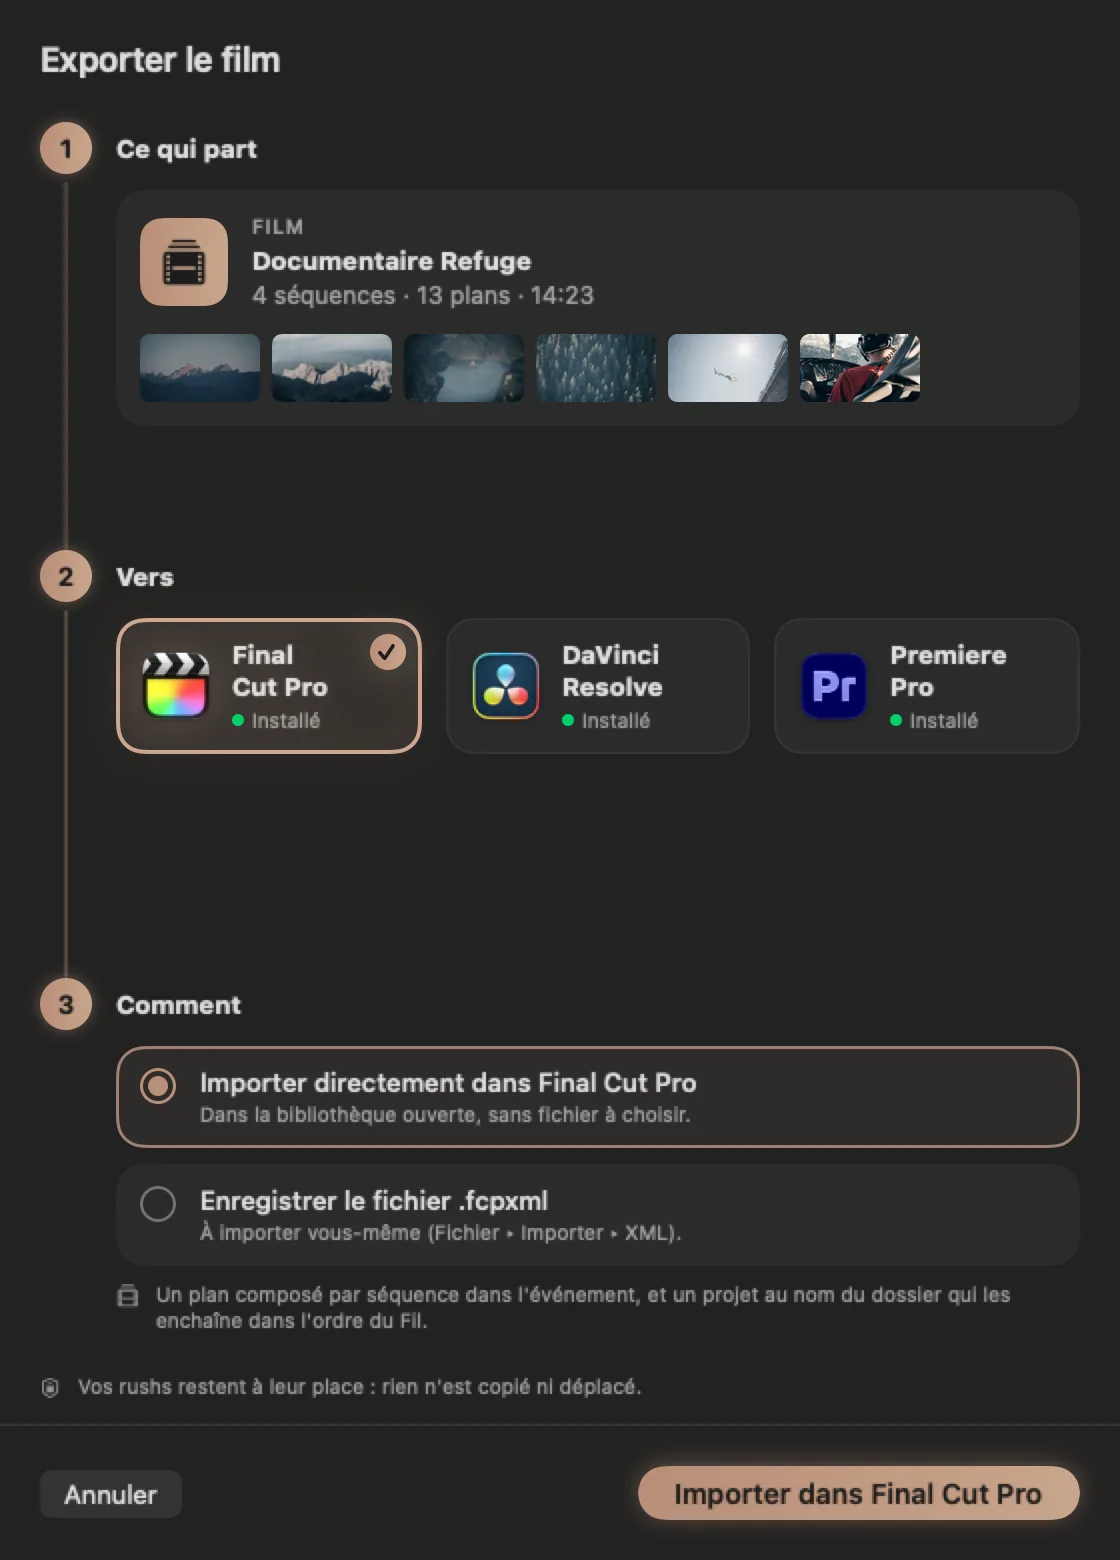 Exporter le film
1
Ce qui part
FILM
Documentaire Refuge
4 séquences · 13 plans · 14:23
2
Vers
Final
Cut Pro
Installé
DaVinci
Resolve
Installé
Pr
Premiere
Pro
Installé
3
Comment
Importer directement dans Final Cut Pro
Dans la bibliothèque ouverte, sans fichier à choisir.
Enregistrer le fichier .fcpxml
À importer vous-même (Fichier ▸ Importer ▸ XML).
Un plan composé par séquence dans l'événement, et un projet au nom du dossier qui les
enchaîne dans l'ordre du Fil.
Vos rushs restent à leur place : rien n'est copié ni déplacé.
Annuler
Importer dans Final Cut Pro